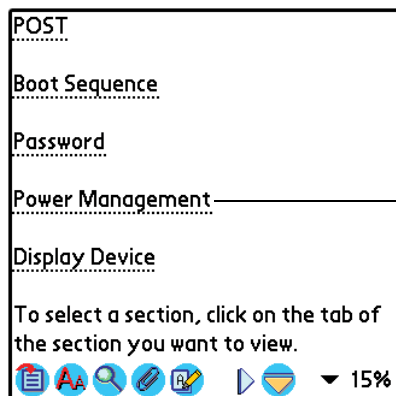 POST
Boot Sequence
Password
Power Management
Display Device
To select a section, click on the tab of
the section you want to view.
15%